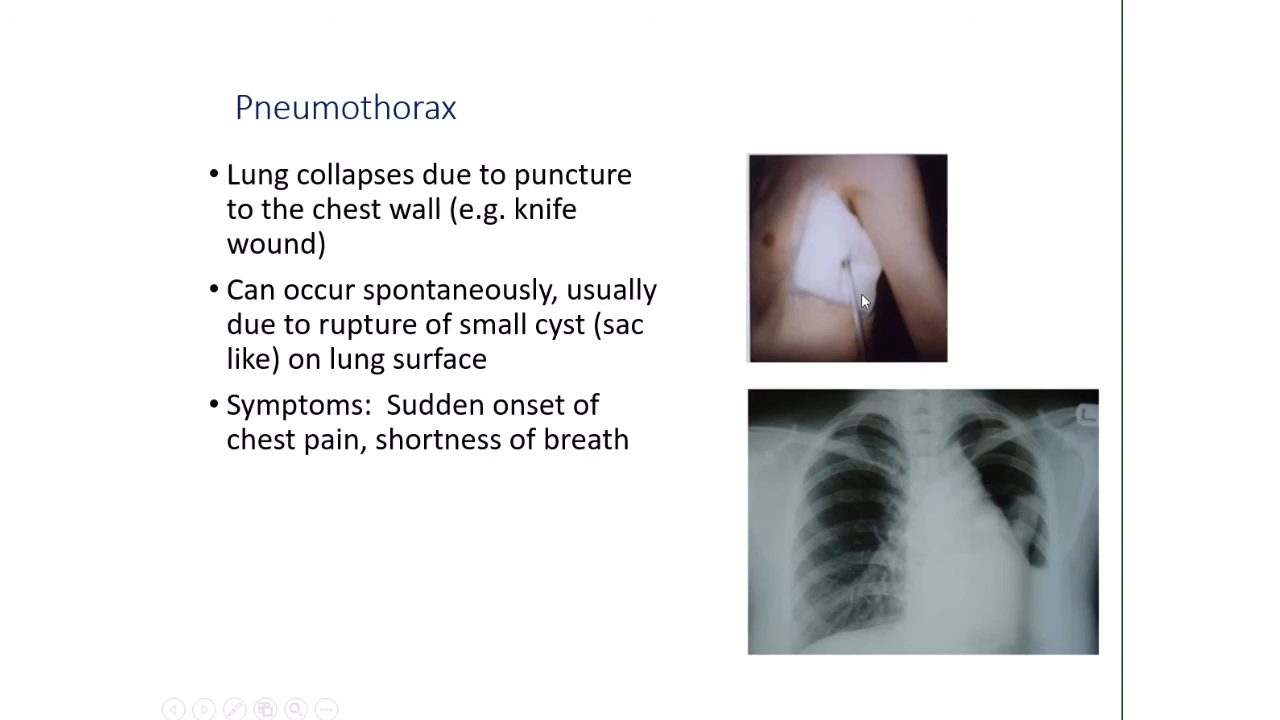 Pneumothorax
• Lung collapses due to puncture
to the chest wall (e.g. knife
wound)
• Can occur spontaneously, usually
due to rupture of small cyst (sac
like) on lung surface
• Symptoms:  Sudden onset of
chest pain, shortness of breath
L